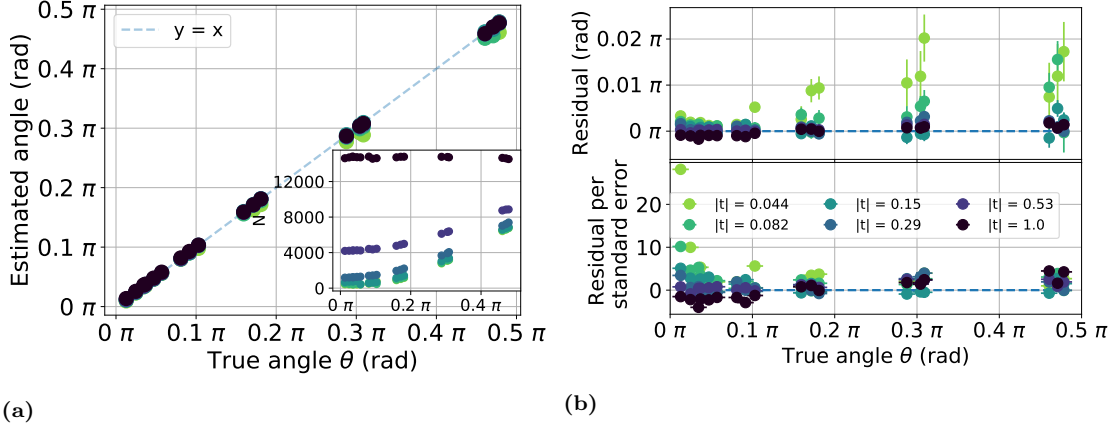 0.5 π
0.4 π
0.3 π
0.2 π
0.1 π
0 π
Estimated angle (rad)
y = x
12000
8000
4000
0
N
0 π
0.2 π
0.4 π
0 π
0.1 π
0.2 π
0.3 π
0.4 π
0.5 π
True angle θ (rad)
(a)
0.02 π
0.01 π
0 π
Residual (rad)
20
10
0
Residual per
standard error
|t| = 0.044
|t| = 0.15
|t| = 0.53
|t| = 0.082
|t| = 0.29
|t| = 1.0
0 π
0.1 π
0.2 π
0.3 π
0.4 π
0.5 π
True angle θ (rad)
(b)